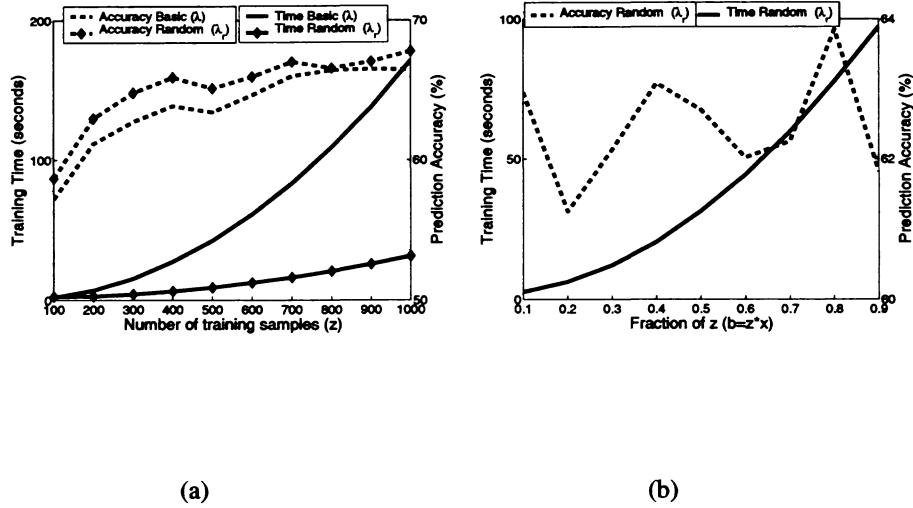 200
70
Accuracy Basic (λ)
Accuracy Random (λr)
Time Basic (λ)
Time Random (λr)
Training Time (seconds)
100
60
Prediction Accuracy (%)
0
50
100 200 300 400 500 600 700 800 900 1000
Number of training samples (z)
(a)
100
64
Accuracy Random (λr)
Time Random (λr)
Training Time (seconds)
50
62
Prediction Accuracy (%)
0
60
0.1 0.2 0.3 0.4 0.5 0.6 0.7 0.8 0.9
Fraction of z (b=z*x)
(b)